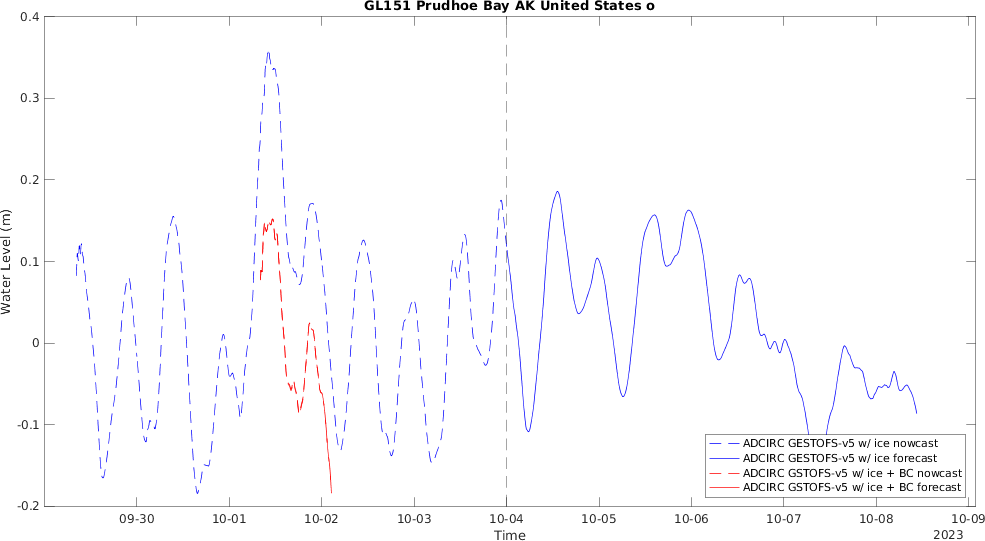 GL151 Prudhoe Bay AK United States o
0.4
0.3
0.2
0.1
0
-0.1
-0.2
Water Level (m)
ADCIRC GESTOFS-v5 w/ ice nowcast
ADCIRC GESTOFS-v5 w/ ice forecast
ADCIRC GSTOFS-v5 w/ ice + BC nowcast
ADCIRC GSTOFS-v5 w/ ice + BC forecast
09-30 10-01 10-02 10-03 10-04 10-05 10-06 10-07 10-08 10-09
Time
2023